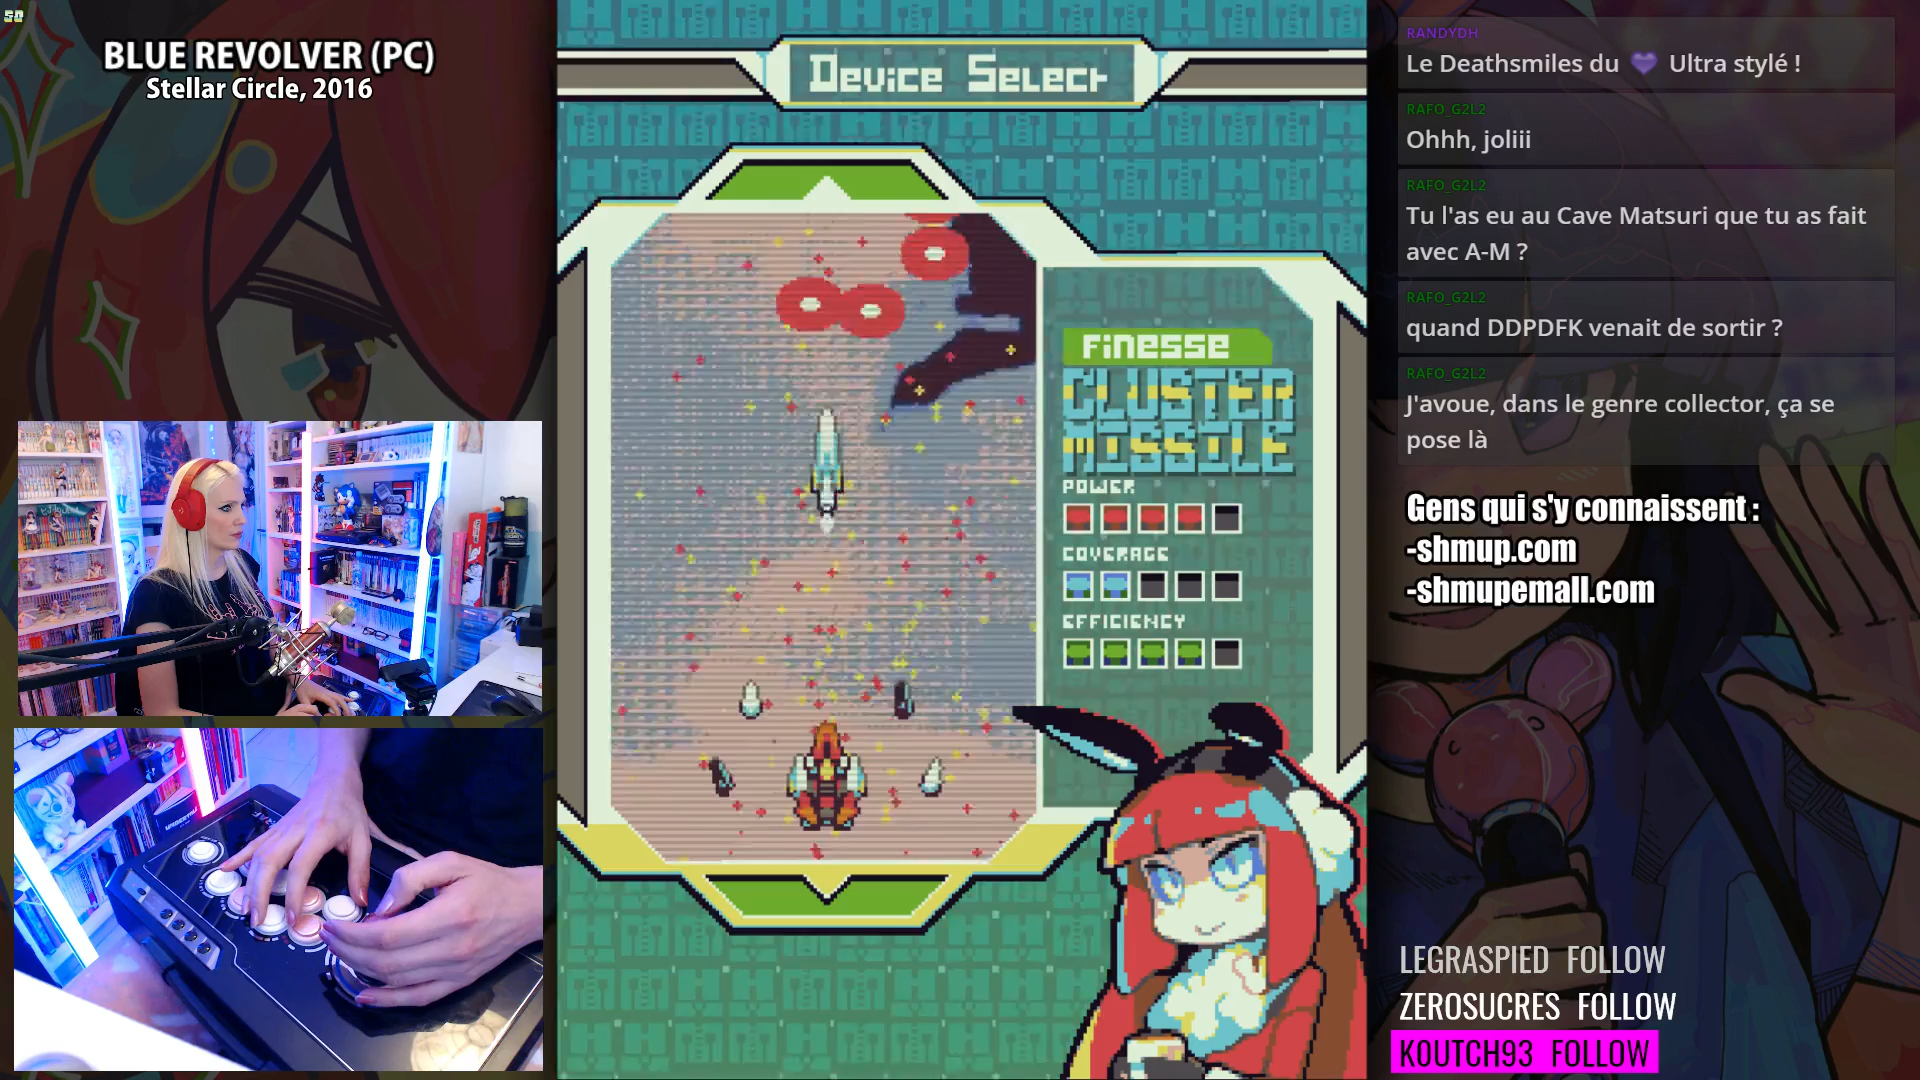 50
BLUE REVOLVER (PC)
Stellar Circle, 2016
Device Select
FINESSE
CLUSTER
MISSILE
POWER
COVERAGE
EFFICIENCY
RANDYDH
Le Deathsmiles du 💜 Ultra stylé !
RAFO_G2L2
Ohhh, joliii
RAFO_G2L2
Tu l'as eu au Cave Matsuri que tu as fait
avec A-M ?
RAFO_G2L2
quand DDPDFK venait de sortir ?
RAFO_G2L2
J'avoue, dans le genre collector, ça se
pose là
Gens qui s'y connaissent :
-shmup.com
-shmupemall.com
LEGRASPIED FOLLOW
ZEROSUCRES FOLLOW
KOUTCH93 FOLLOW